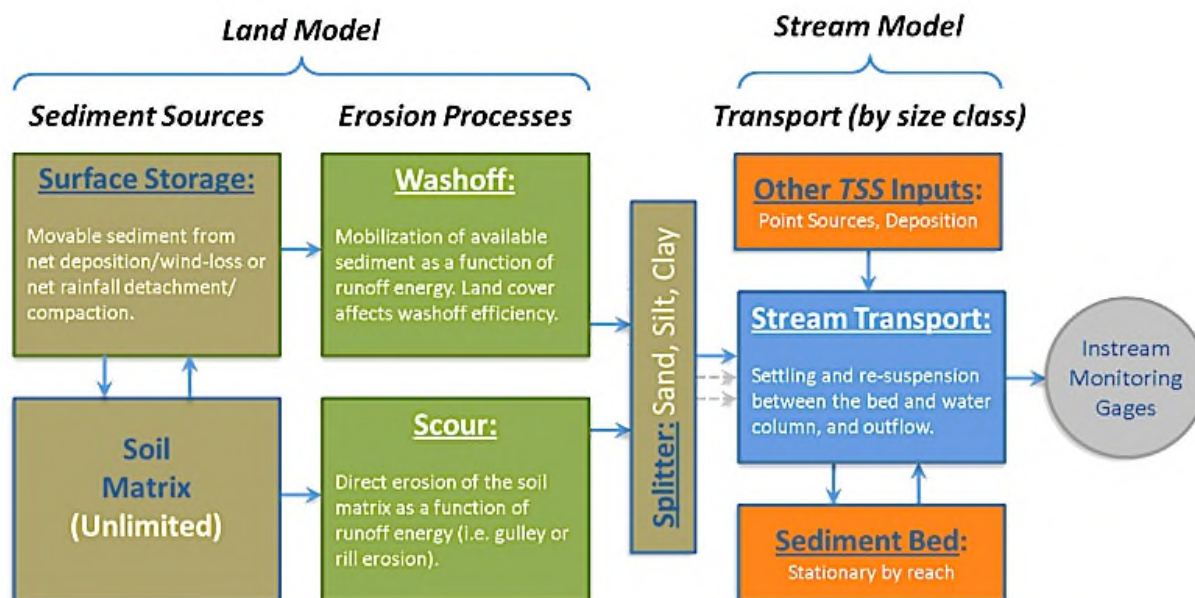 Land Model
Stream Model
Sediment Sources
Erosion Processes
Transport (by size class)
Surface Storage:
Movable sediment from
net deposition/wind-loss or
net rainfall detachment/
compaction.
Washoff:
Mobilization of available
sediment as a function of
runoff energy. Land cover
affects washoff efficiency.
Soil
Matrix
(Unlimited)
Scour:
Direct erosion of the soil
matrix as a function of
runoff energy (i.e. gulley or
rill erosion).
Splitter: Sand, Silt, Clay
Other TSS Inputs:
Point Sources, Deposition
Stream Transport:
Settling and re-suspension
between the bed and water
column, and outflow.
Sediment Bed:
Stationary by reach
Instream
Monitoring
Gages